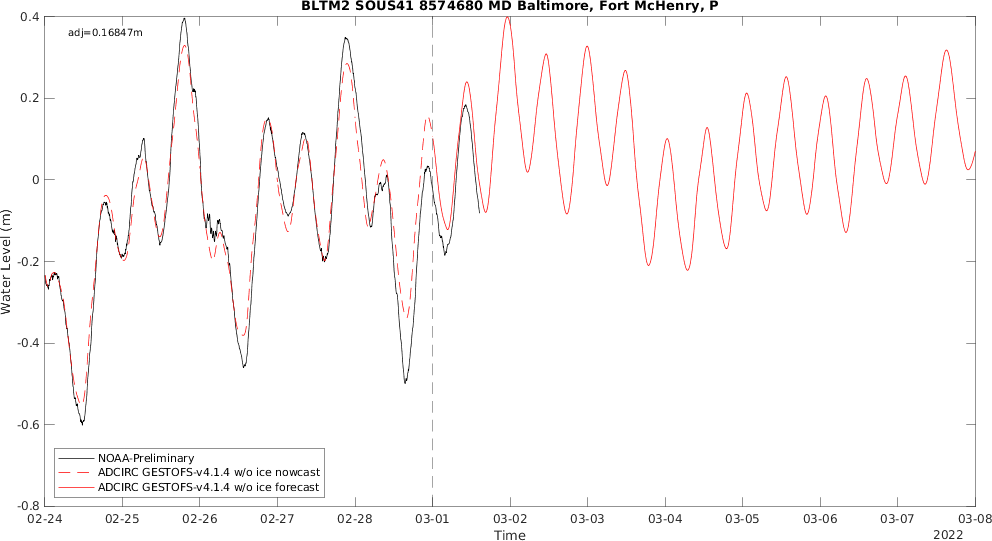 BLTM2 SOUS41 8574680 MD Baltimore, Fort McHenry, P
adj=0.16847m
0.4
0.2
0
-0.2
-0.4
-0.6
-0.8
Water Level (m)
NOAA-Preliminary
ADCIRC GESTOFS-v4.1.4 w/o ice nowcast
ADCIRC GESTOFS-v4.1.4 w/o ice forecast
02-24 02-25 02-26 02-27 02-28 03-01 03-02 03-03 03-04 03-05 03-06 03-07 03-08
Time
2022